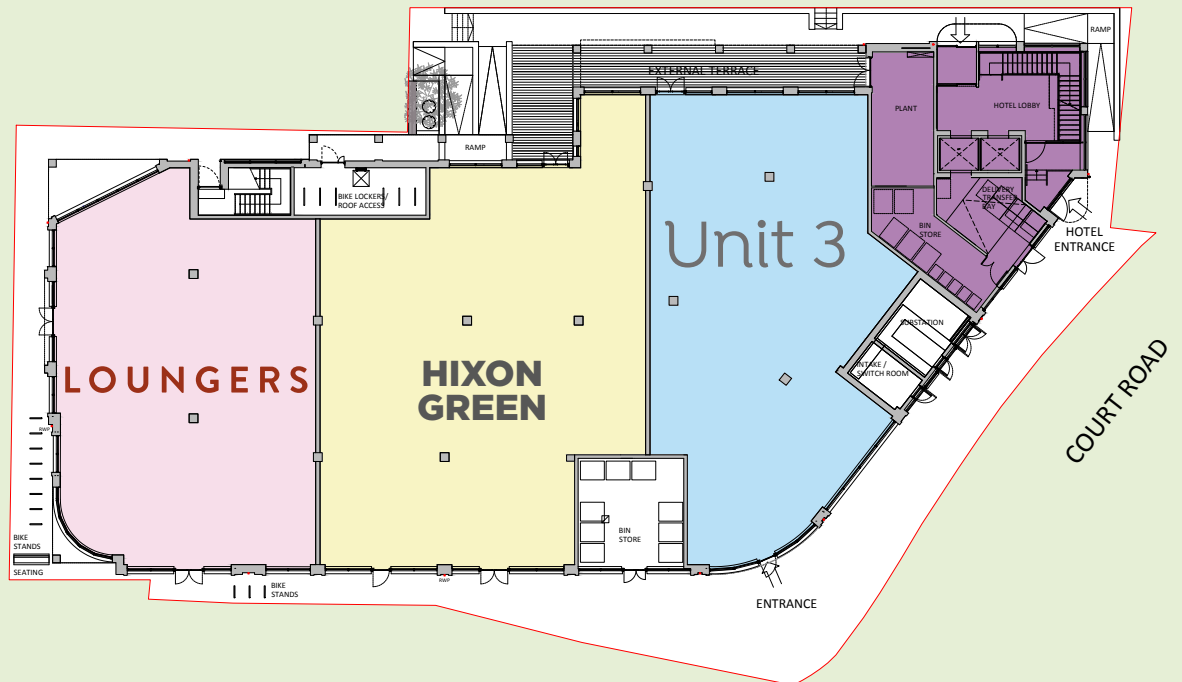 RAMP
EXTERNAL TERRACE
PLANT
HOTEL LOBBY
RAMP
BIKE LOCKERS/
ROOF ACCESS
DELIVERY
TRANSFER
BAY
BIN
STORE
HOTEL
ENTRANCE
Unit 3
SUBSTATION
INTAKE /
SWITCH ROOM
LOUNGERS
HIXON
GREEN
COURT ROAD
RWP
BIKE
STANDS
SEATING
BIN
STORE
RWP
BIKE
STANDS
ENTRANCE